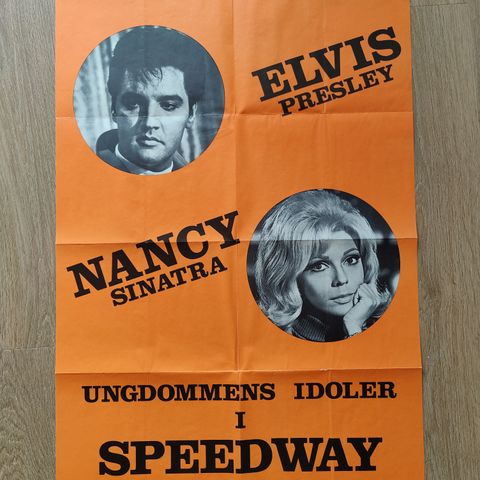 ELVIS
PRESLEY
NANCY
SINATRA
UNGDOMMENS IDOLER
I
SPEEDWAY